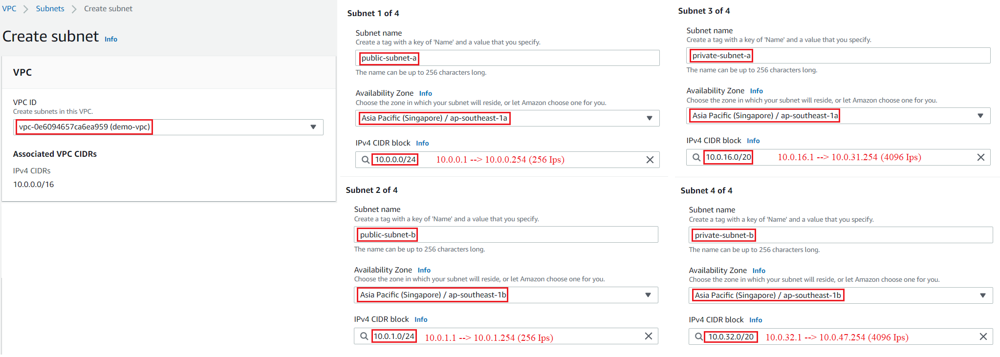 VPC > Subnets > Create subnet
Create subnet Info
VPC
VPC ID
Create subnets in this VPC.
vpc-0e6094657ca6ea959 (demo-vpc)
Associated VPC CIDRs
IPv4 CIDRs
10.0.0.0/16
Subnet 1 of 4
Subnet name
Create a tag with a key of 'Name' and a value that you specify.
public-subnet-a
The name can be up to 256 characters long.
Availability Zone Info
Choose the zone in which your subnet will reside, or let Amazon choose one for you.
Asia Pacific (Singapore) / ap-southeast-1a
IPv4 CIDR block Info
10.0.0.0/24 10.0.0.1 --> 10.0.0.254 (256 Ips)
Subnet 2 of 4
Subnet name
Create a tag with a key of 'Name' and a value that you specify.
public-subnet-b
The name can be up to 256 characters long.
Availability Zone Info
Choose the zone in which your subnet will reside, or let Amazon choose one for you.
Asia Pacific (Singapore) / ap-southeast-1b
IPv4 CIDR block Info
10.0.1.0/24 10.0.1.1 --> 10.0.1.254 (256 Ips)
Subnet 3 of 4
Subnet name
Create a tag with a key of 'Name' and a value that you specify.
private-subnet-a
The name can be up to 256 characters long.
Availability Zone Info
Choose the zone in which your subnet will reside, or let Amazon choose one for you.
Asia Pacific (Singapore) / ap-southeast-1a
IPv4 CIDR block Info
10.0.16.0/20 10.0.16.1 --> 10.0.31.254 (4096 Ips)
Subnet 4 of 4
Subnet name
Create a tag with a key of 'Name' and a value that you specify.
private-subnet-b
The name can be up to 256 characters long.
Availability Zone Info
Choose the zone in which your subnet will reside, or let Amazon choose one for you.
Asia Pacific (Singapore) / ap-southeast-1b
IPv4 CIDR block Info
10.0.32.0/20 10.0.32.1 --> 10.0.47.254 (4096 Ips)